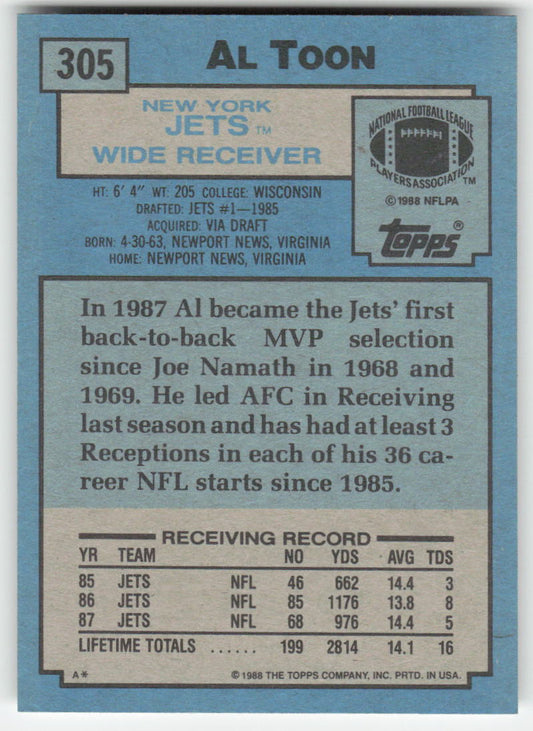 305
AL TOON
NEW YORK
JETS™
WIDE RECEIVER
NATIONAL FOOTBALL LEAGUE
PLAYERS ASSOCIATION™
©1988 NFLPA
topps®
HT: 6' 4" WT: 205 COLLEGE: WISCONSIN
DRAFTED: JETS #1—1985
ACQUIRED: VIA DRAFT
BORN: 4-30-63, NEWPORT NEWS, VIRGINIA
HOME: NEWPORT NEWS, VIRGINIA
In 1987 Al became the Jets' first
back-to-back MVP selection
since Joe Namath in 1968 and
1969. He led AFC in Receiving
last season and has had at least 3
Receptions in each of his 36 ca-
reer NFL starts since 1985.
RECEIVING RECORD
YR TEAM NO YDS AVG TDS
85 JETS NFL 46 662 14.4 3
86 JETS NFL 85 1176 13.8 8
87 JETS NFL 68 976 14.4 5
LIFETIME TOTALS ...... 199 2814 14.1 16
A* ©1988 THE TOPPS COMPANY, INC. PRTD. IN USA.